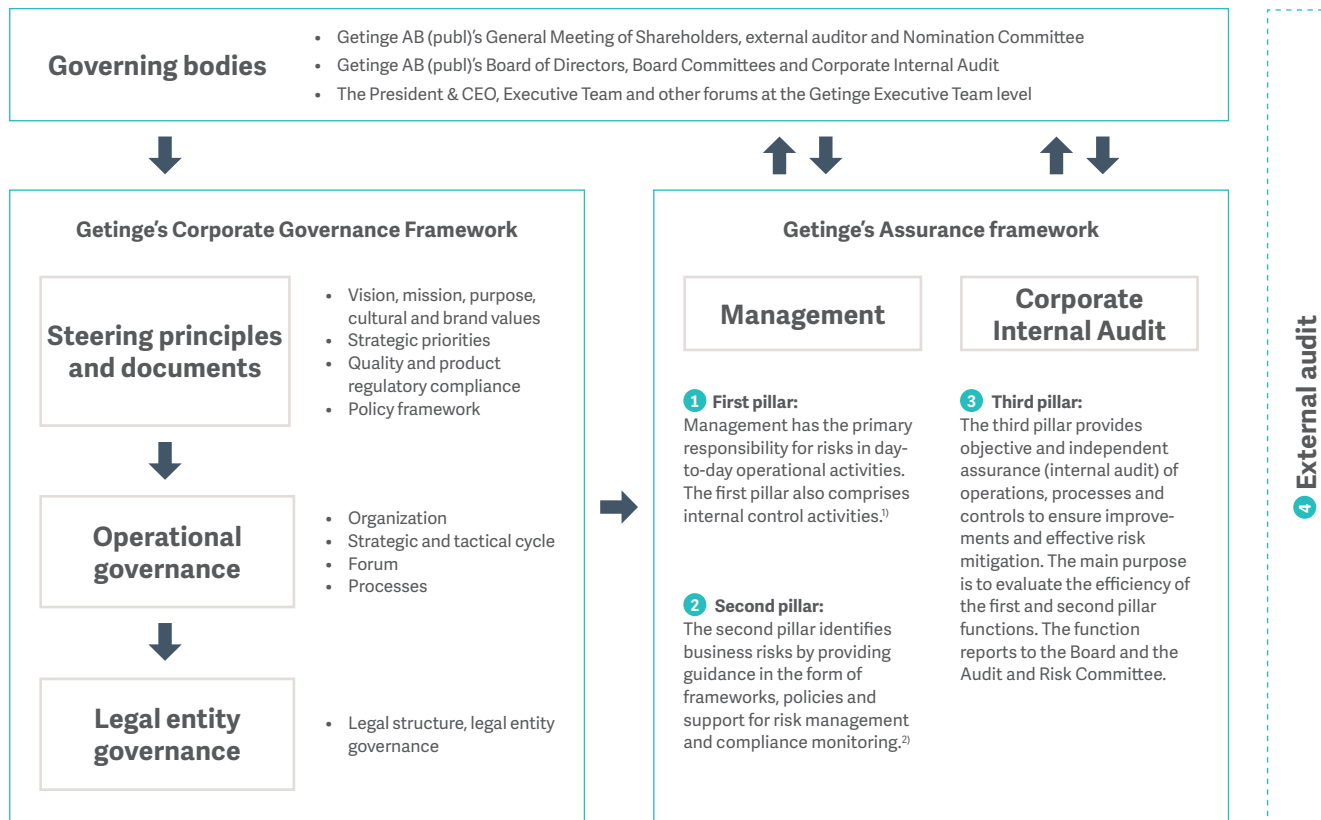 Governing bodies
• Getinge AB (publ)'s General Meeting of Shareholders, external auditor and Nomination Committee
• Getinge AB (publ)'s Board of Directors, Board Committees and Corporate Internal Audit
• The President & CEO, Executive Team and other forums at the Getinge Executive Team level
Getinge's Corporate Governance Framework
Steering principles
and documents
• Vision, mission, purpose,
cultural and brand values
• Strategic priorities
• Quality and product
regulatory compliance
• Policy framework
Operational
governance
• Organization
• Strategic and tactical cycle
• Forum
• Processes
Legal entity
governance
• Legal structure, legal entity
governance
Getinge's Assurance framework
Management
1 First pillar:
Management has the primary
responsibility for risks in day-
to-day operational activities.
The first pillar also comprises
internal control activities.1)
2 Second pillar:
The second pillar identifies
business risks by providing
guidance in the form of
frameworks, policies and
support for risk management
and compliance monitoring.2)
Corporate
Internal Audit
3 Third pillar:
The third pillar provides
objective and independent
assurance (internal audit) of
operations, processes and
controls to ensure improve-
ments and effective risk
mitigation. The main purpose
is to evaluate the efficiency of
the first and second pillar
functions. The function
reports to the Board and the
Audit and Risk Committee.
4 External audit